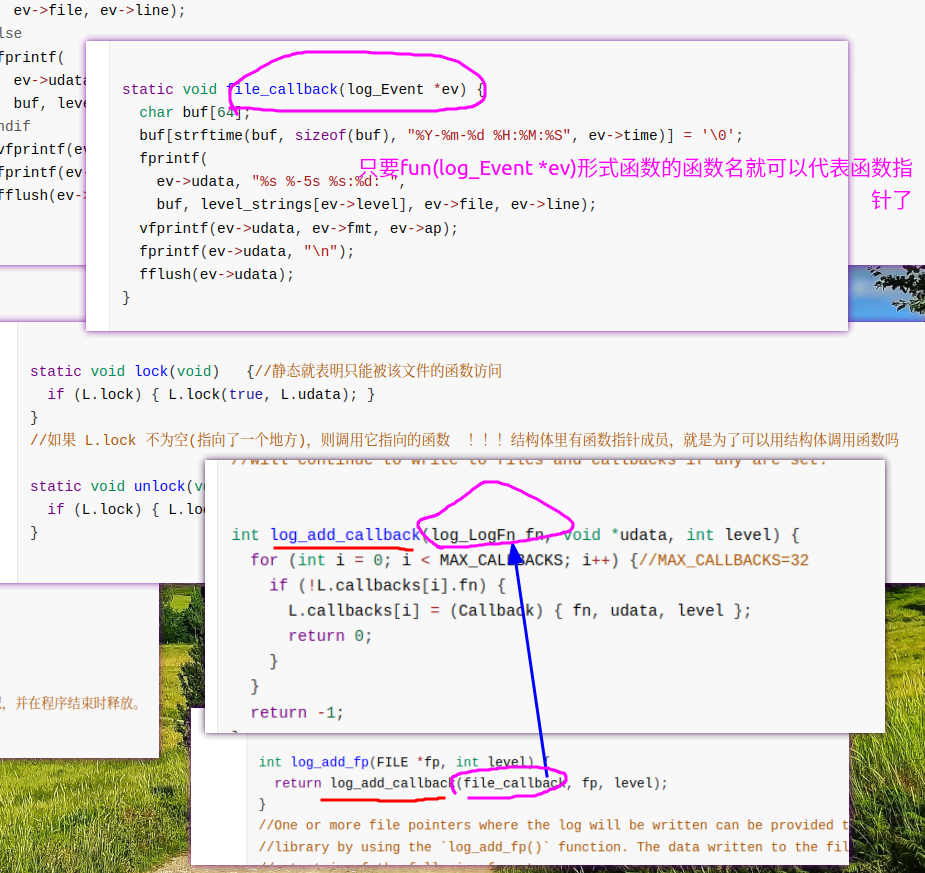 ev->file, ev->line);
lse
fprintf(
ev->udata
buf, leve
ndif
vfprintf(ev
fprintf(ev-
fflush(ev->
static void file_callback(log_Event *ev) {
char buf[64];
buf[strftime(buf, sizeof(buf), "%Y-%m-%d %H:%M:%S", ev->time)] = '\0';
fprintf(
ev->udata, "%s %-5s %s:%d: ",
buf, level_strings[ev->level], ev->file, ev->line);
vfprintf(ev->udata, ev->fmt, ev->ap);
fprintf(ev->udata, "\n");
fflush(ev->udata);
}
只要fun(log_Event *ev)形式函数的函数名就可以代表函数指
针了
static void lock(void) {//静态就表明只能被该文件的函数访问
if (L.lock) { L.lock(true, L.udata); }
}
//如果 L.lock 不为空(指向了一个地方)，则调用它指向的函数 ！！！结构体里有函数指针成员，就是为了可以用结构体调用函数吗
static void unlock(vo
if (L.lock) { L.loc
}
//will continue to write to files and callbacks if any are set.
int log_add_callback(log_LogFn fn, void *udata, int level) {
for (int i = 0; i < MAX_CALLBACKS; i++) {//MAX_CALLBACKS=32
if (!L.callbacks[i].fn) {
L.callbacks[i] = (Callback) { fn, udata, level };
return 0;
}
}
return -1;
，并在程序结束时释放。
int log_add_fp(FILE *fp, int level) {
return log_add_callback(file_callback, fp, level);
}
//One or more file pointers where the log will be written can be provided t
//library by using the `log_add_fp()` function. The data written to the fil